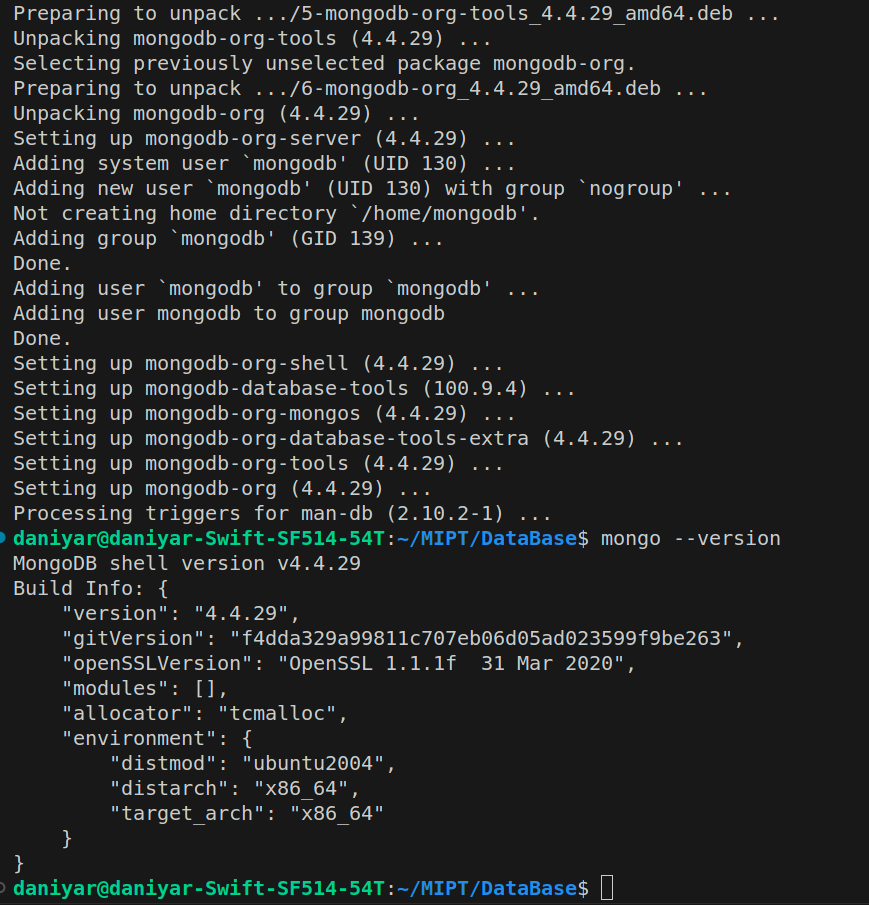 Preparing to unpack .../5-mongodb-org-tools_4.4.29_amd64.deb ...
Unpacking mongodb-org-tools (4.4.29) ...
Selecting previously unselected package mongodb-org.
Preparing to unpack .../6-mongodb-org_4.4.29_amd64.deb ...
Unpacking mongodb-org (4.4.29) ...
Setting up mongodb-org-server (4.4.29) ...
Adding system user `mongodb' (UID 130) ...
Adding new user `mongodb' (UID 130) with group `nogroup' ...
Not creating home directory `/home/mongodb'.
Adding group `mongodb' (GID 139) ...
Done.
Adding user `mongodb' to group `mongodb' ...
Adding user mongodb to group mongodb
Done.
Setting up mongodb-org-shell (4.4.29) ...
Setting up mongodb-database-tools (100.9.4) ...
Setting up mongodb-org-mongos (4.4.29) ...
Setting up mongodb-org-database-tools-extra (4.4.29) ...
Setting up mongodb-org-tools (4.4.29) ...
Setting up mongodb-org (4.4.29) ...
Processing triggers for man-db (2.10.2-1) ...
daniyar@daniyar-Swift-SF514-54T:~/MIPT/DataBase$ mongo --version
MongoDB shell version v4.4.29
Build Info: {
    "version": "4.4.29",
    "gitVersion": "f4dda329a99811c707eb06d05ad023599f9be263",
    "openSSLVersion": "OpenSSL 1.1.1f  31 Mar 2020",
    "modules": [],
    "allocator": "tcmalloc",
    "environment": {
        "distmod": "ubuntu2004",
        "distarch": "x86_64",
        "target_arch": "x86_64"
    }
}
daniyar@daniyar-Swift-SF514-54T:~/MIPT/DataBase$